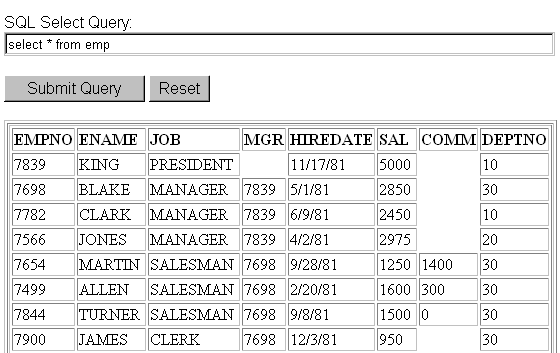 SQL Select Query:
select * from emp
Submit Query Reset
EMPNO ENAME JOB MGR HIREDATE SAL COMM DEPTNO
7839 KING PRESIDENT 11/17/81 5000 10
7698 BLAKE MANAGER 7839 5/1/81 2850 30
7782 CLARK MANAGER 7839 6/9/81 2450 10
7566 JONES MANAGER 7839 4/2/81 2975 20
7654 MARTIN SALESMAN 7698 9/28/81 1250 1400 30
7499 ALLEN SALESMAN 7698 2/20/81 1600 300 30
7844 TURNER SALESMAN 7698 9/8/81 1500 0 30
7900 JAMES CLERK 7698 12/3/81 950 30